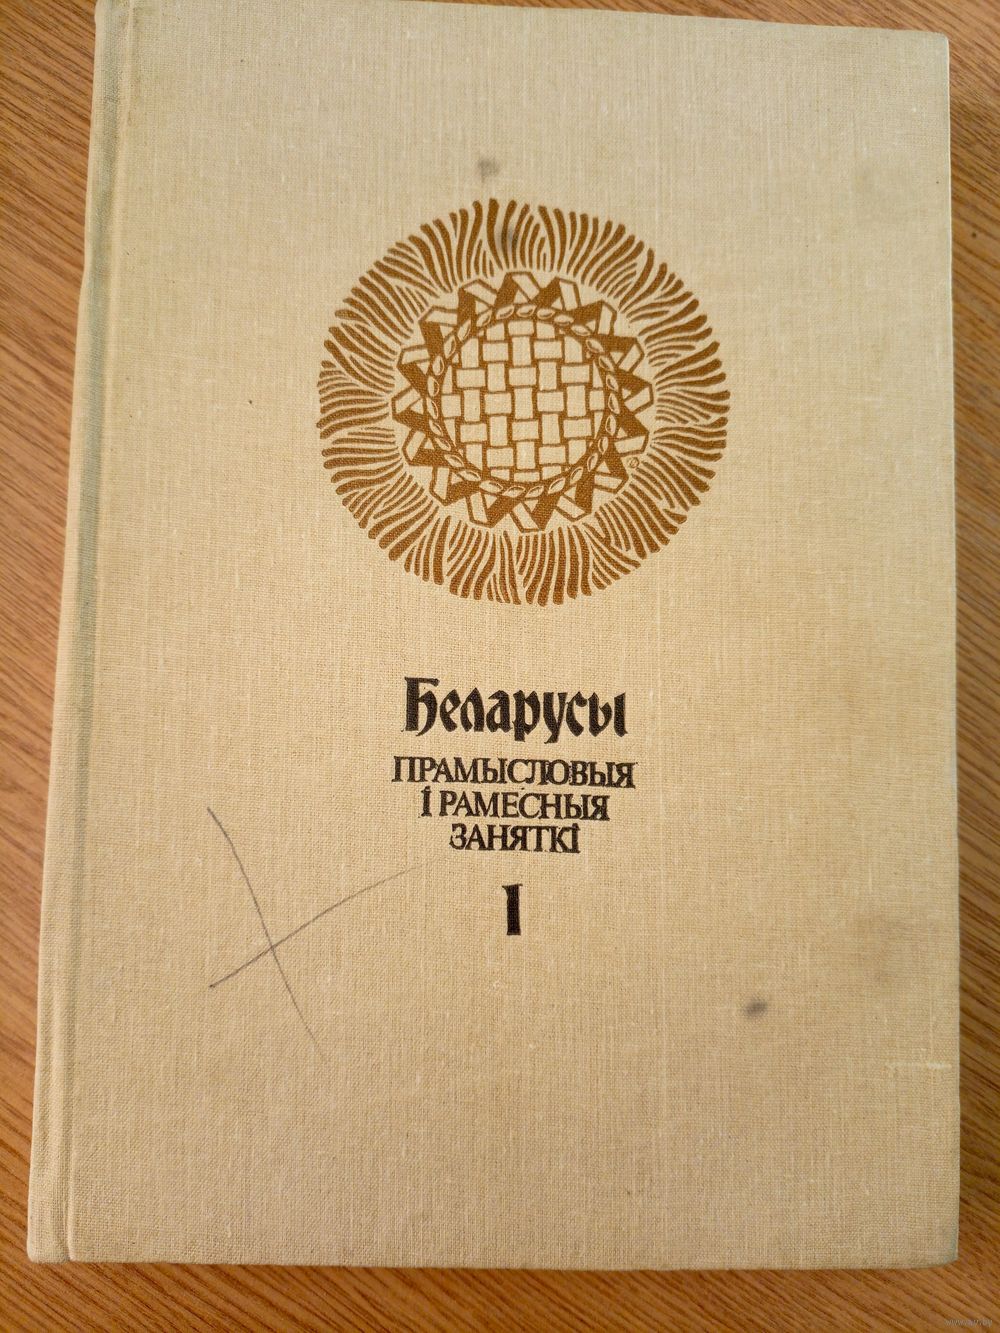 Беларусы
ПРАМЫСЛОВЫЯ
І РАМЕСНЫЯ
ЗАНЯТКІ
1